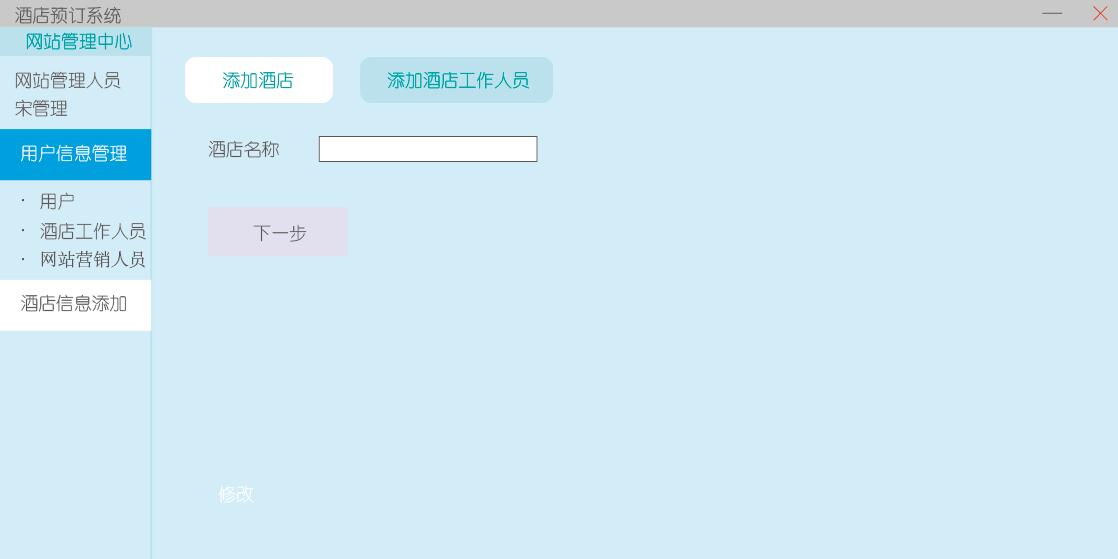 酒店预订系统
网站管理中心
网站管理人员
宋管理
用户信息管理
· 用户
· 酒店工作人员
· 网站营销人员
酒店信息添加
添加酒店
添加酒店工作人员
酒店名称
下一步
修改